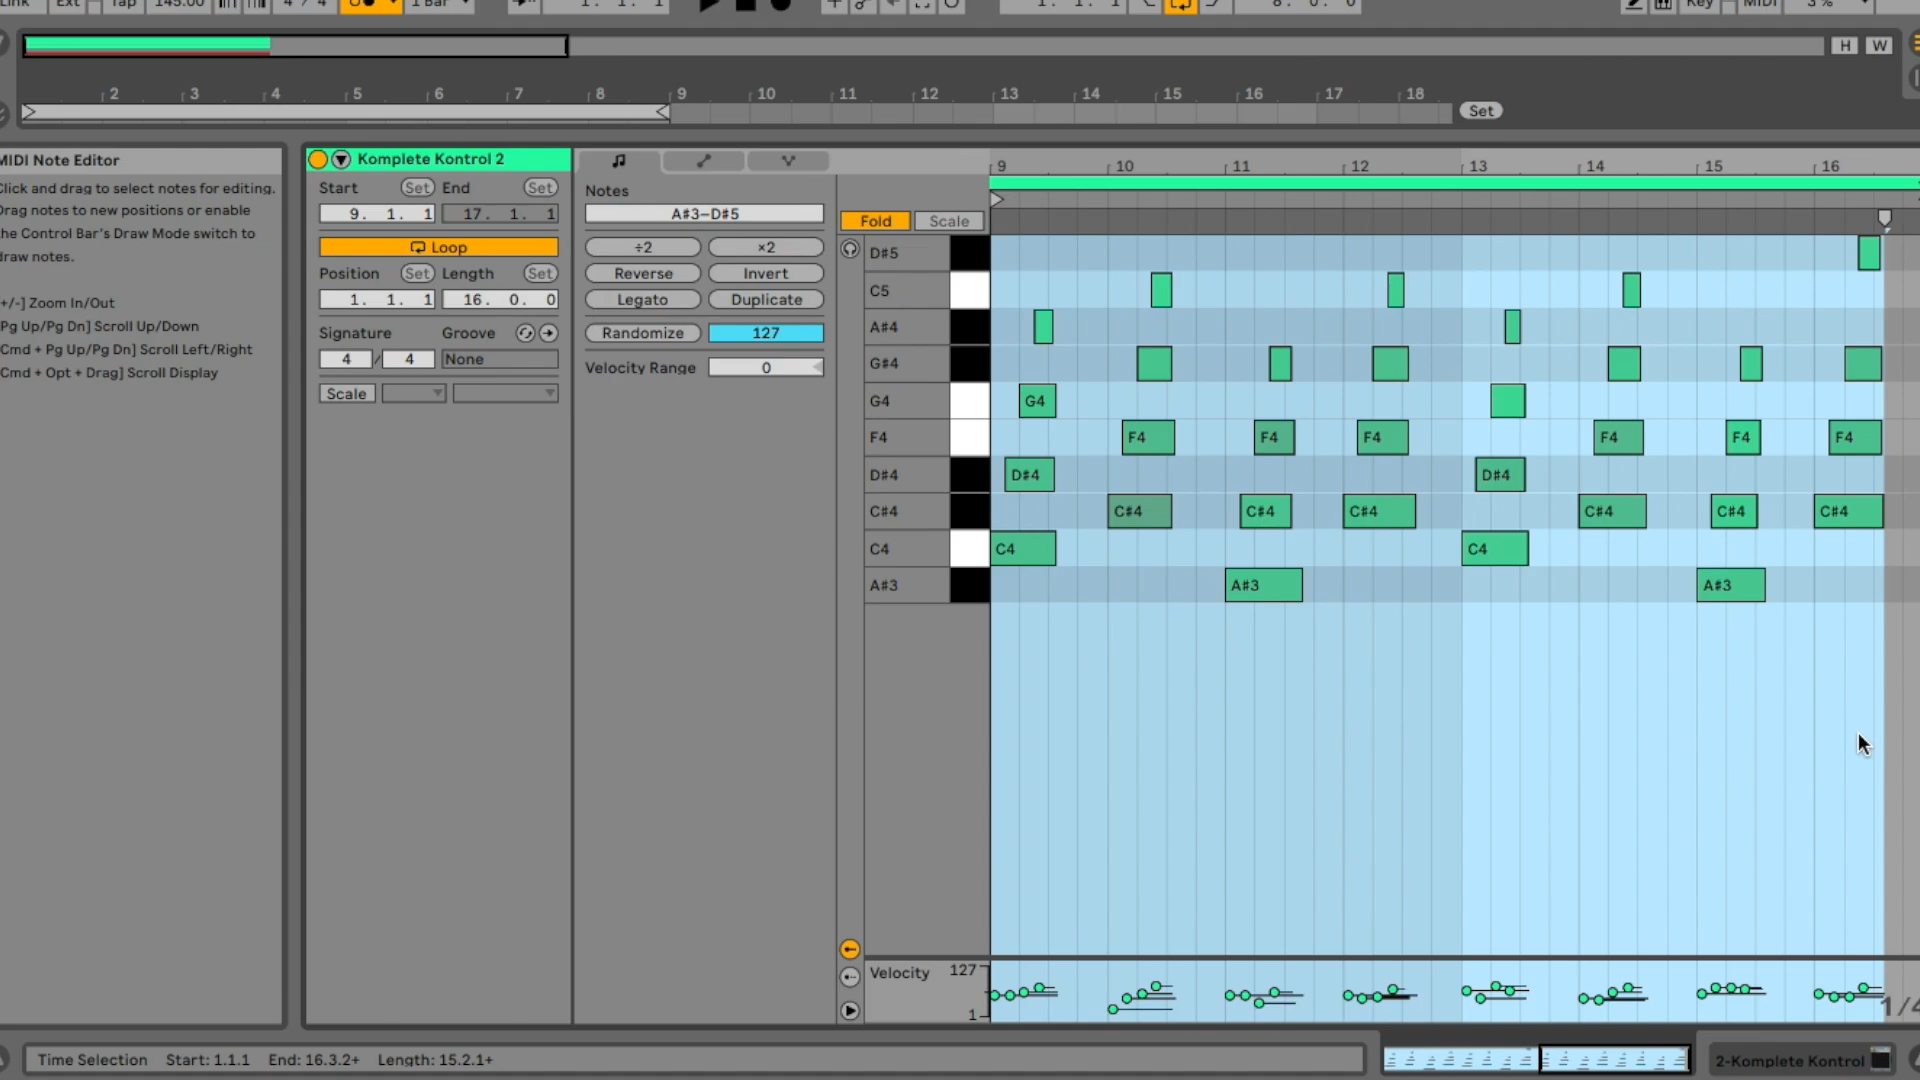 Link Ext Tap 145.00 4 / 4 1 Bar 1. 1. 1 1. 1. 1 8. 0. 0 Key MIDI 3 %
H W
2 3 4 5 6 7 8 9 10 11 12 13 14 15 16 17 18 Set
MIDI Note Editor
Click and drag to select notes for editing.
Drag notes to new positions or enable
the Control Bar's Draw Mode switch to
draw notes.
+/-] Zoom In/Out
Pg Up/Pg Dn] Scroll Up/Down
Cmd + Pg Up/Pg Dn] Scroll Left/Right
Cmd + Opt + Drag] Scroll Display
Komplete Kontrol 2
Start Set End Set
9. 1. 1 17. 1. 1
Loop
Position Set Length Set
1. 1. 1 16. 0. 0
Signature Groove
4 / 4 None
Scale
Notes
A#3–D#5
÷2 ×2
Reverse Invert
Legato Duplicate
Randomize 127
Velocity Range 0
9 10 11 12 13 14 15 16
Fold Scale
D#5
C5
A#4
G#4
G4 G4
F4 F4 F4 F4 F4 F4 F4
D#4 D#4 D#4
C#4 C#4 C#4 C#4 C#4 C#4 C#4
C4 C4 C4
A#3 A#3 A#3
Velocity 127
1
1/4
Time Selection Start: 1.1.1 End: 16.3.2+ Length: 15.2.1+
2-Komplete Kontrol